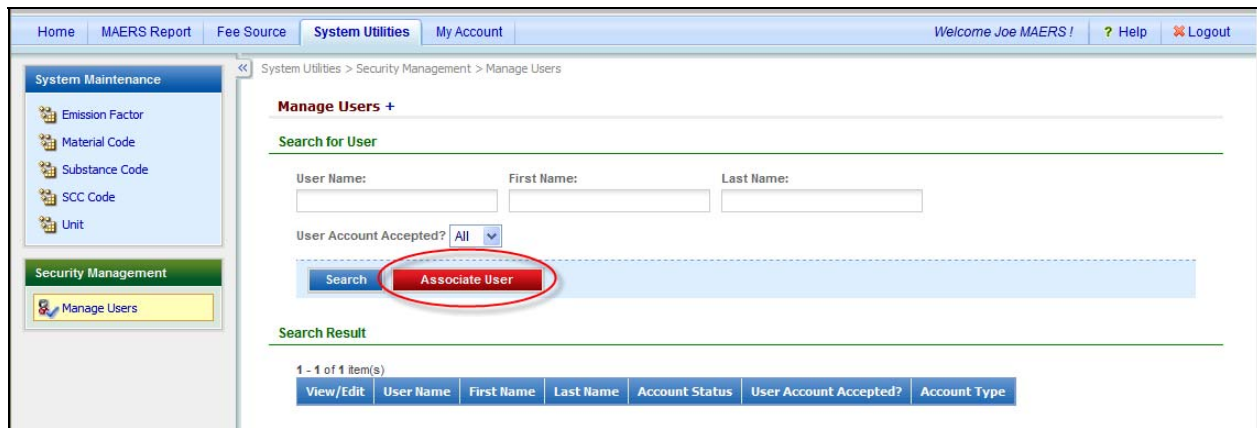 Home MAERS Report Fee Source System Utilities My Account Welcome Joe MAERS ! ? Help Logout
System Maintenance
Emission Factor
Material Code
Substance Code
SCC Code
Unit
Security Management
Manage Users
« System Utilities > Security Management > Manage Users
Manage Users +
Search for User
User Name: First Name: Last Name:
User Account Accepted? All
Search Associate User
Search Result
1 - 1 of 1 item(s)
View/Edit User Name First Name Last Name Account Status User Account Accepted? Account Type